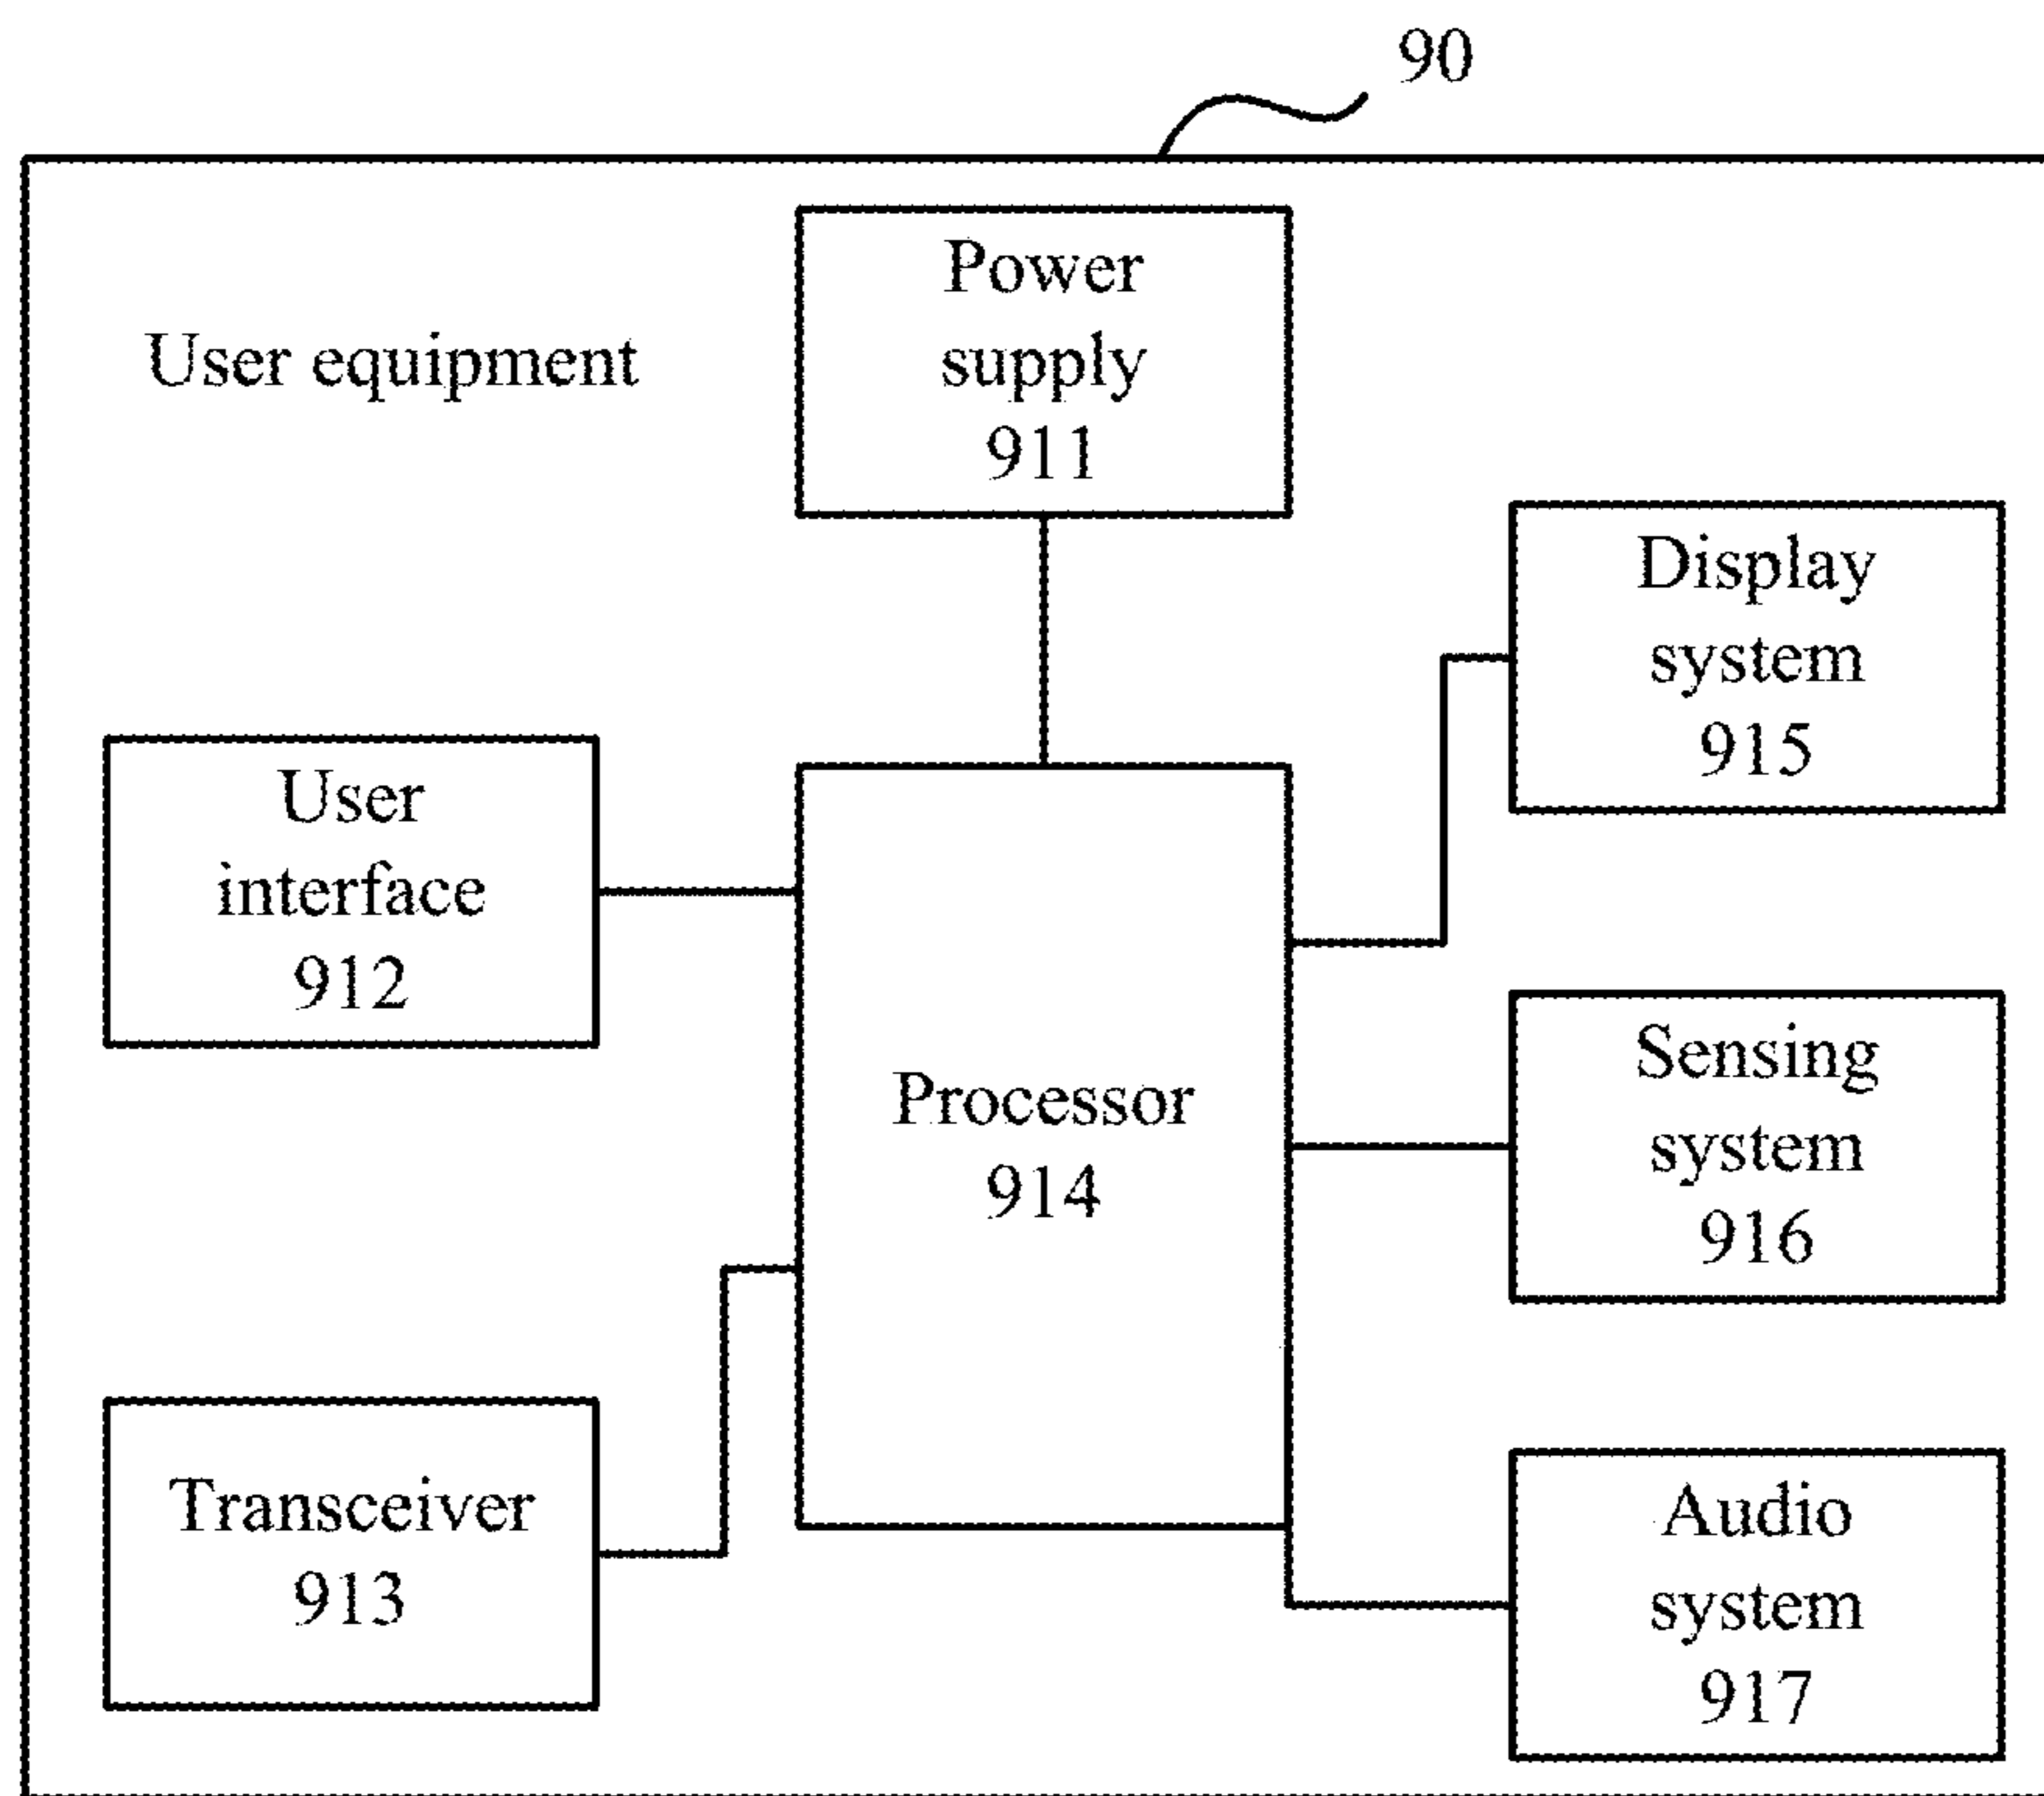 90
User equipment
Power
supply
911
Display
system
915
User
interface
912
Processor
914
Sensing
system
916
Transceiver
913
Audio
system
917